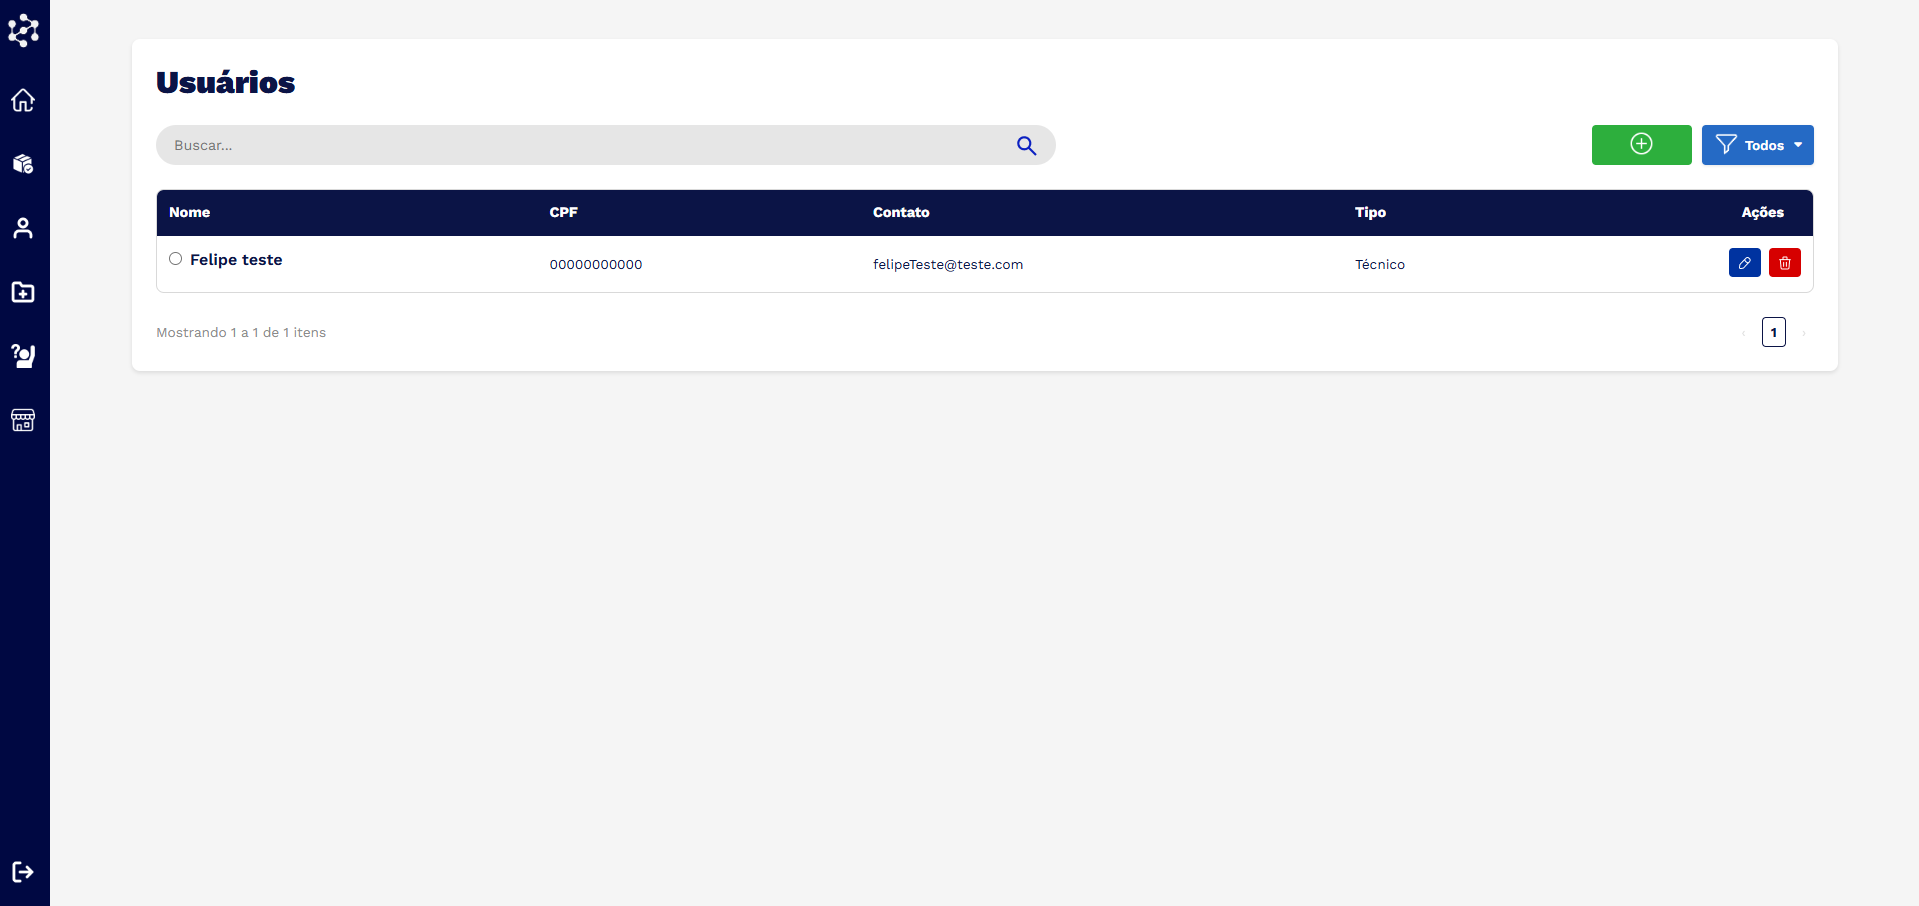 Usuários
Buscar...
Todos
Nome CPF Contato Tipo Ações
Felipe teste 00000000000 felipeTeste@teste.com Técnico
Mostrando 1 a 1 de 1 itens
‹ 1 ›